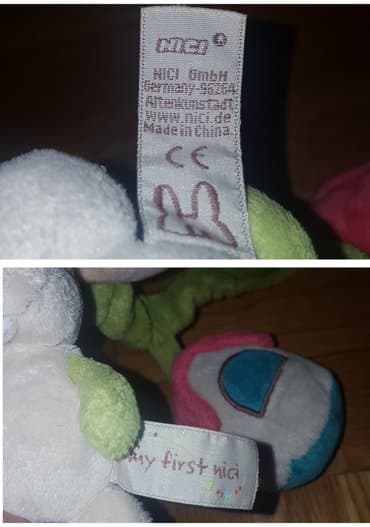 NICI ®
NICI GmbH
Germany-96264
Altenkunstadt
www.nici.de
Made in China.
CE
my first nici